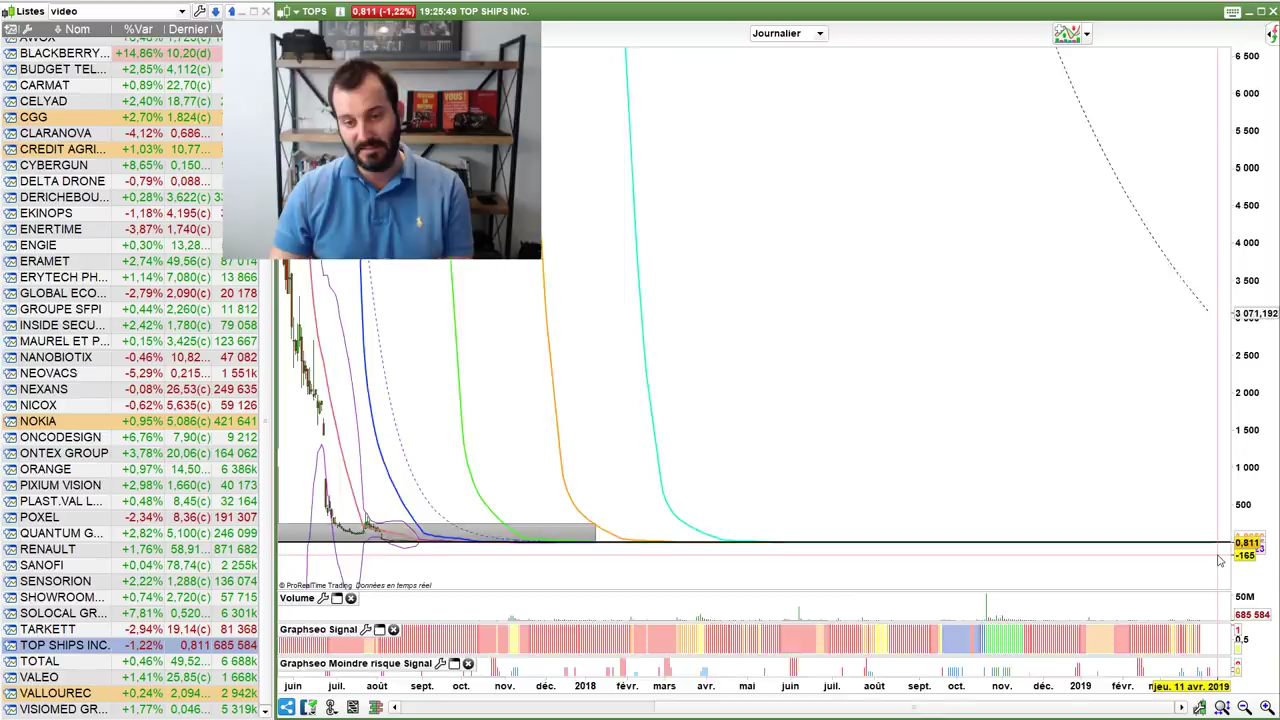 Listes video
TOPS 0,811 (-1,22%) 19:25:49 TOP SHIPS INC.
Nom %Var Dernier V
BLACKBERRY... +14,86% 10,20(d)
BUDGET TEL... +2,85% 4,112(c)
CARMAT +0,89% 22,70(c)
CELYAD +2,40% 18,07(c)
CGG +2,70% 1,824(c)
CLARANOVA -4,12% 0,686...
CREDIT AGRI... +1,03% 10,77...
CYBERGUN +8,65% 0,150...
DELTA DRONE -0,79% 0,088...
DERICHEBOU... +0,28% 3,622(c)
EKINOPS -1,18% 4,195(c)
ENERTIME -3,87% 1,740(c)
ENGIE +0,30% 13,28...
ERAMET +2,74% 49,56(c) 87 014
ERYTECH PH... +1,14% 7,080(c) 13 866
GLOBAL ECO... -2,79% 2,090(c) 20 178
GROUPE SFPI +0,44% 2,260(c) 11 812
INSIDE SECU... +2,42% 1,780(c) 79 058
MAUREL ET P... +0,15% 3,425(c) 123 667
NANOBIOTIX -0,46% 10,82... 47 082
NEOVACS -5,29% 0,215... 1 551k
NEXANS -0,08% 26,53(c) 249 635
NICOX -0,62% 5,635(c) 59 126
NOKIA +0,95% 5,086(c) 421 641
ONCODESIGN +6,76% 7,90(c) 9 212
ONTEX GROUP +3,78% 20,06(c) 164 062
ORANGE +0,97% 14,50... 6 386k
PIXIUM VISION +2,98% 1,660(c) 40 173
PLAST.VAL L... +0,48% 8,45(c) 32 164
POXEL -2,34% 8,36(c) 191 307
QUANTUM G... +2,82% 5,100(c) 246 099
RENAULT +1,76% 58,91... 871 682
SANOFI +0,04% 78,74(c) 2 255k
SENSORION +2,22% 1,288(c) 136 074
SHOWROOM... +0,74% 2,720(c) 57 715
SOLOCAL GR... +7,81% 0,520... 6 301k
TARKETT -2,94% 19,14(c) 81 368
TOP SHIPS INC. -1,22% 0,811 685 584
TOTAL +0,46% 49,52... 6 688k
VALEO +1,41% 25,85(c) 2 216k
VALLOUREC +0,24% 2,094... 2 942k
VISIOMED GR... +1,77% 0,046... 5 319k
Journalier
6 500
6 000
5 500
5 000
4 500
4 000
3 500
3 071,192
2 500
2 000
1 500
1 000
500
0,811
-165
© ProRealTime Trading Données en temps réel
Volume
50M
685 584
Graphseo Signal
1
0,5
Graphseo Moindre risque Signal
juin juil. août sept. oct. nov. déc. 2018 févr. mars avr. mai juin juil. août sept. oct. nov. déc. 2019 févr. jeu. 11 avr. 2019